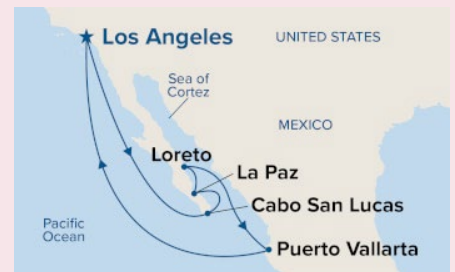 Los Angeles
UNITED STATES
Sea of
Cortez
MEXICO
Loreto
La Paz
Cabo San Lucas
Pacific
Ocean
Puerto Vallarta